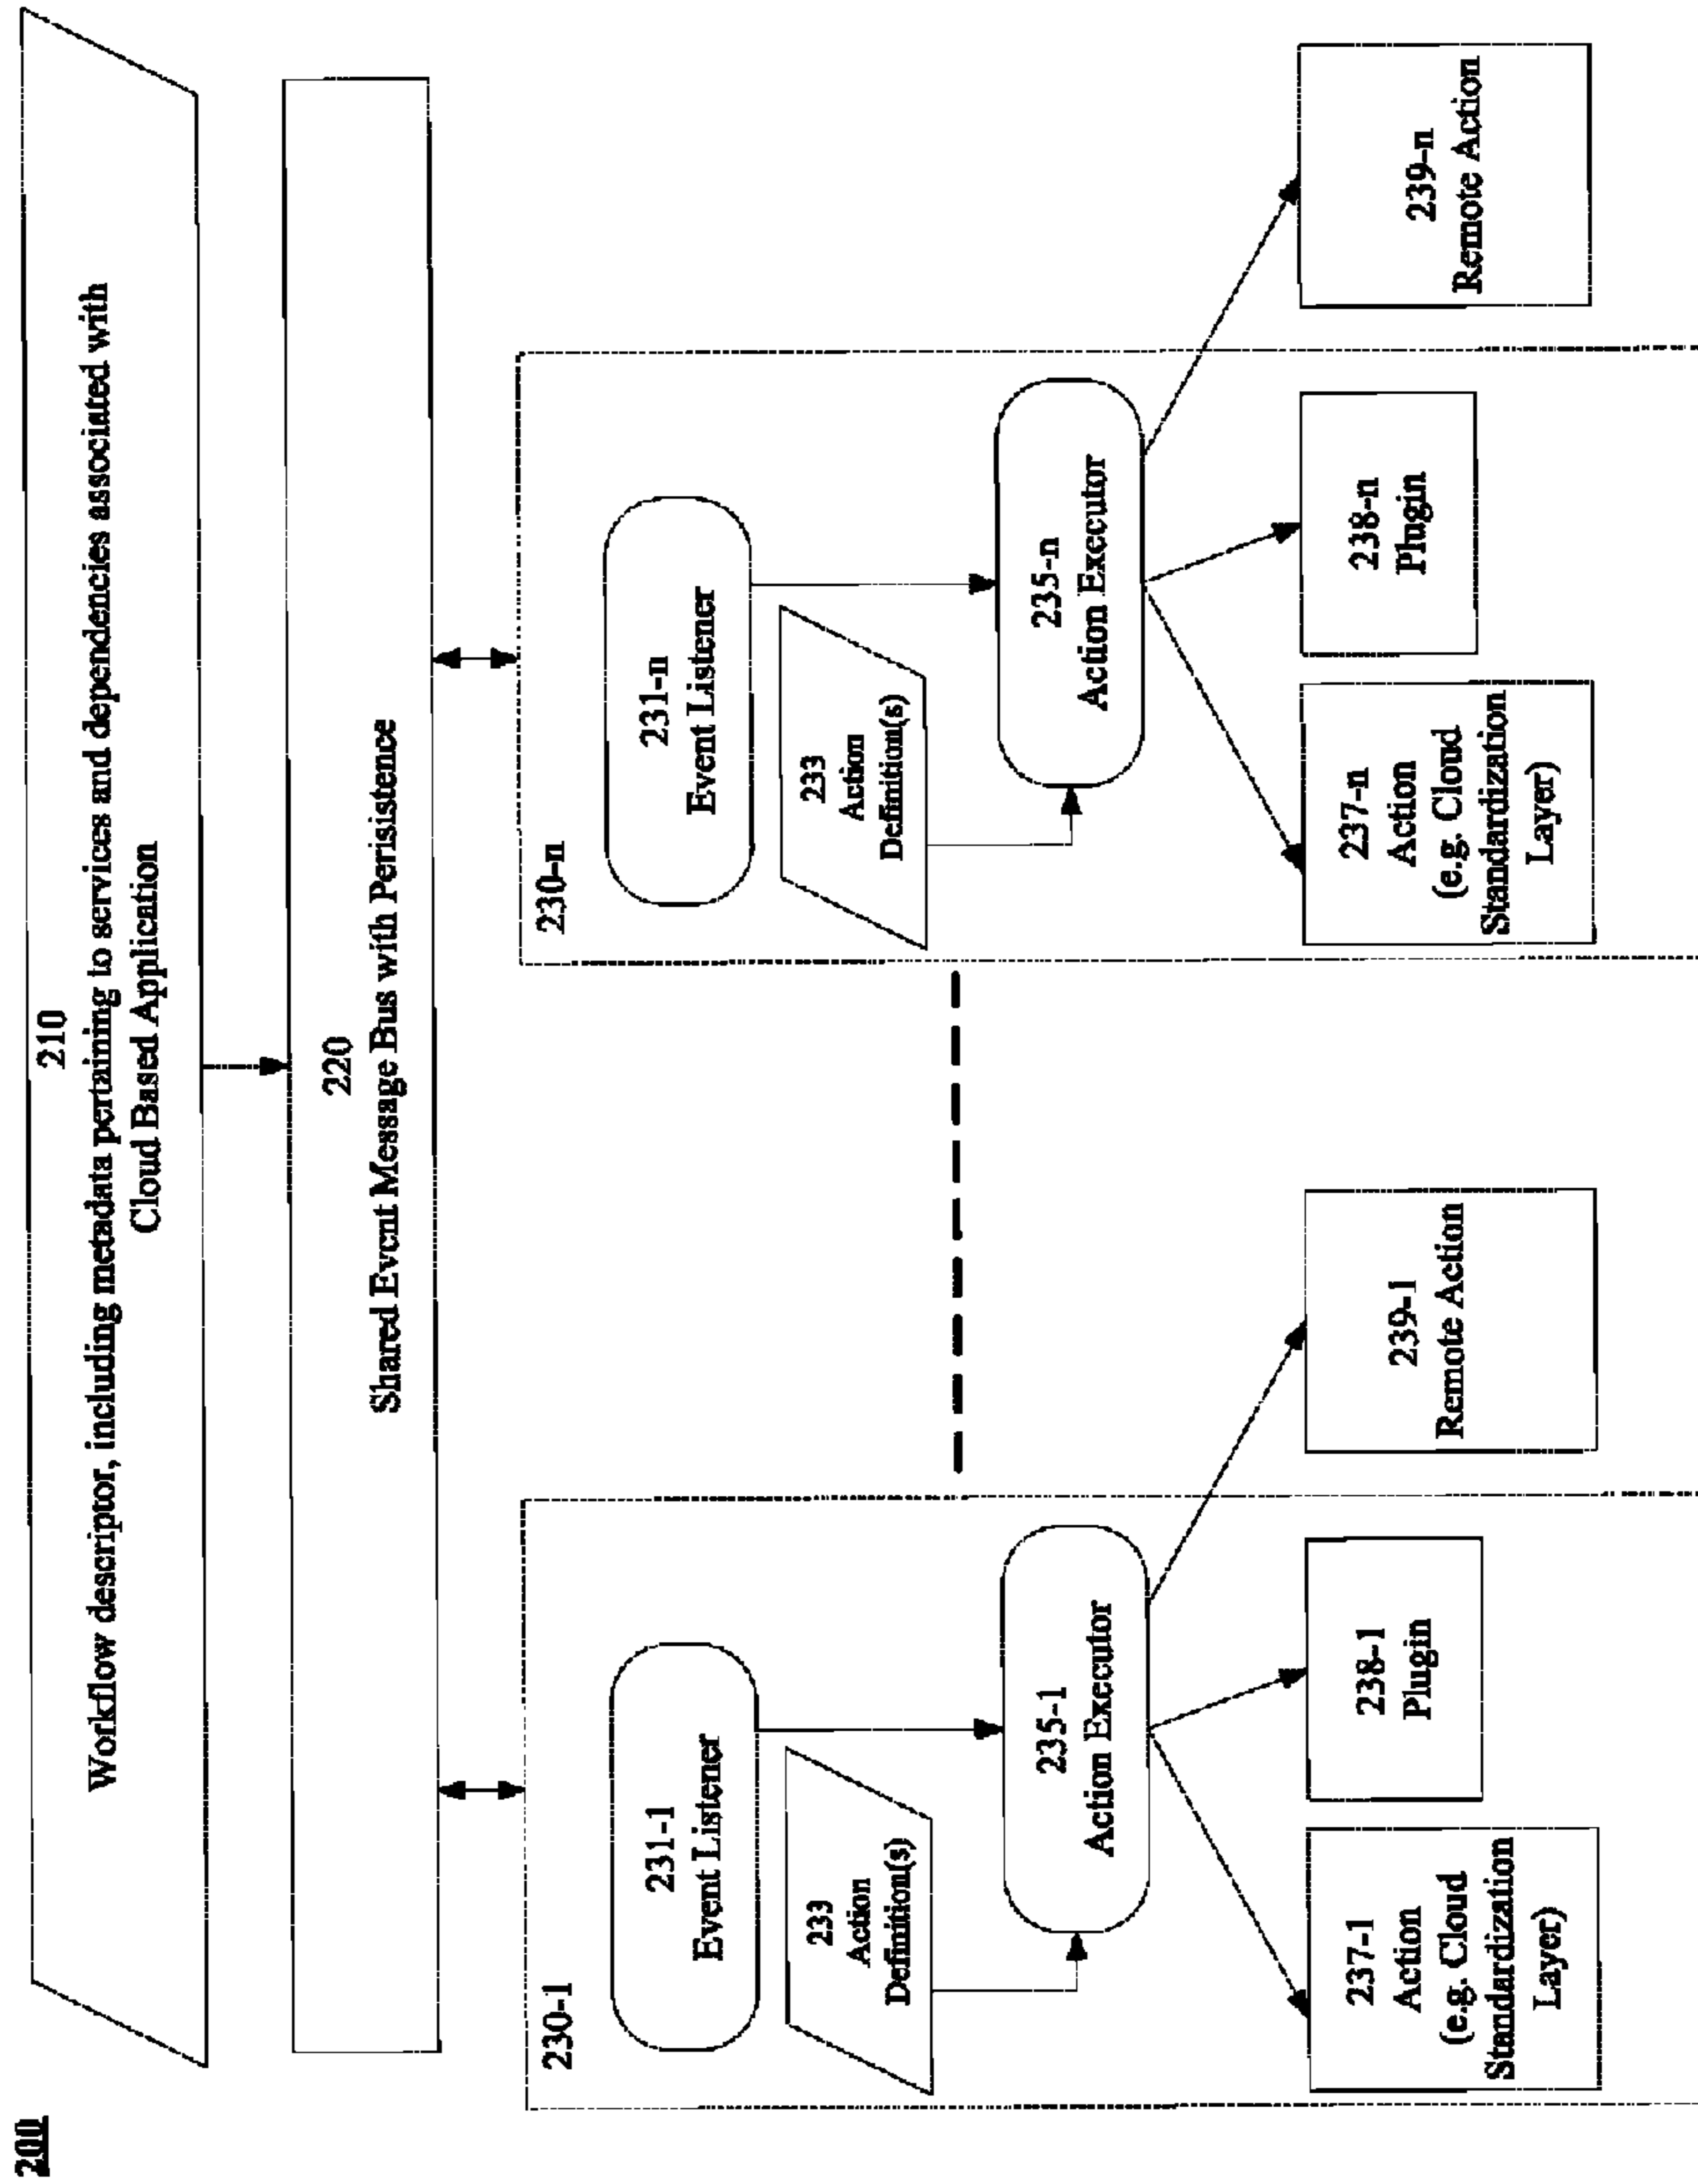 200
210
Workflow descriptor, including metadata pertaining to services and dependencies associated with
Cloud Based Application
220
Shared Event Message Bus with Perisistence
230-1
231-1
Event Listener
233
Action
Definition(s)
235-1
Action Executor
237-1
Action
(e.g. Cloud
Standardization
Layer)
238-1
Plugin
239-1
Remote Action
230-n
231-n
Event Listener
233
Action
Definition(s)
235-n
Action Executor
237-n
Action
(e.g. Cloud
Standardization
Layer)
238-n
Plugin
239-n
Remote Action